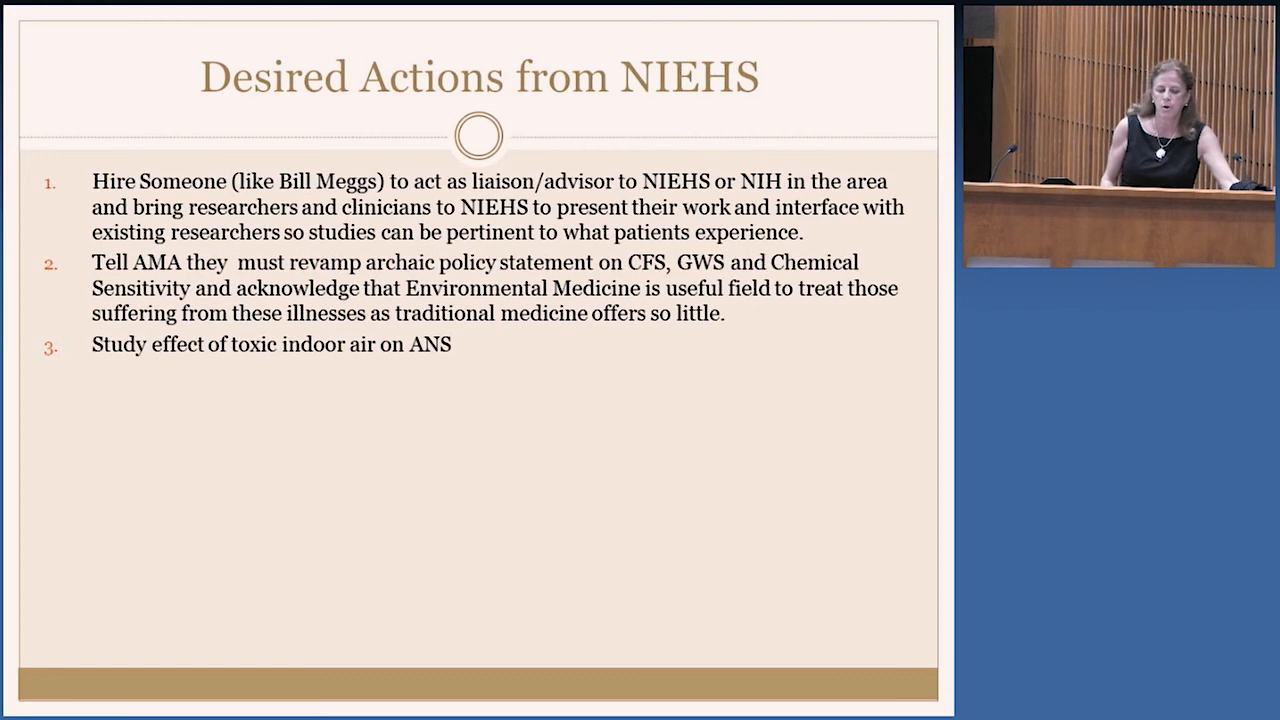 Desired Actions from NIEHS
1. Hire Someone (like Bill Meggs) to act as liaison/advisor to NIEHS or NIH in the area
and bring researchers and clinicians to NIEHS to present their work and interface with
existing researchers so studies can be pertinent to what patients experience.
2. Tell AMA they must revamp archaic policy statement on CFS, GWS and Chemical
Sensitivity and acknowledge that Environmental Medicine is useful field to treat those
suffering from these illnesses as traditional medicine offers so little.
3. Study effect of toxic indoor air on ANS